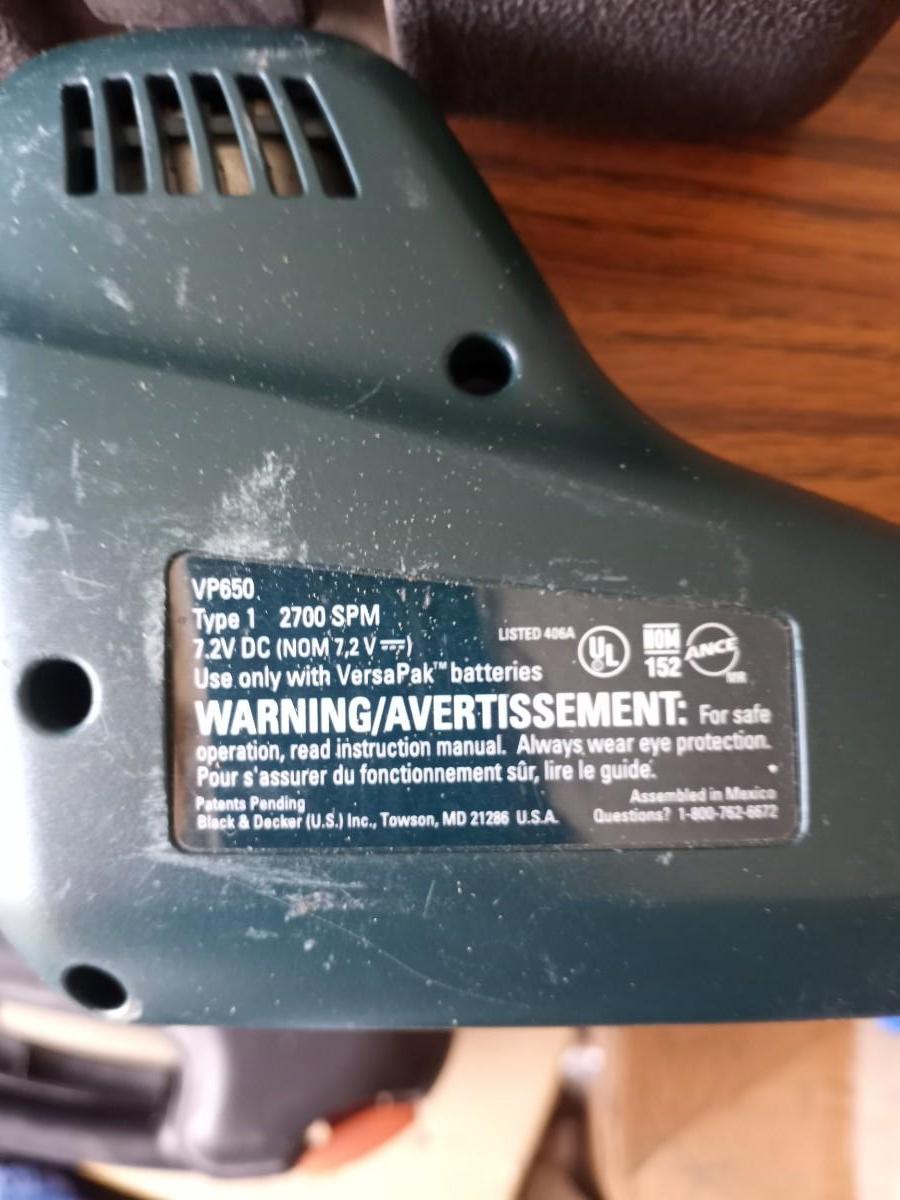 VP650
Type 1 2700 SPM
7.2V DC (NOM 7,2 V ⎓)
Use only with VersaPak™ batteries
LISTED 406A
UL
NOM
152
ANCE
MR
WARNING/AVERTISSEMENT: For safe
operation, read instruction manual. Always wear eye protection.
Pour s'assurer du fonctionnement sûr, lire le guide.
Patents Pending
Black & Decker (U.S.) Inc., Towson, MD 21286 U.S.A.
Assembled in Mexico
Questions? 1-800-762-6672